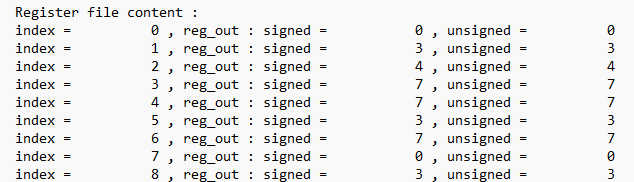 Register file content :
index =          0 , reg_out : signed =          0 , unsigned =          0
index =          1 , reg_out : signed =          3 , unsigned =          3
index =          2 , reg_out : signed =          4 , unsigned =          4
index =          3 , reg_out : signed =          7 , unsigned =          7
index =          4 , reg_out : signed =          7 , unsigned =          7
index =          5 , reg_out : signed =          3 , unsigned =          3
index =          6 , reg_out : signed =          7 , unsigned =          7
index =          7 , reg_out : signed =          0 , unsigned =          0
index =          8 , reg_out : signed =          3 , unsigned =          3